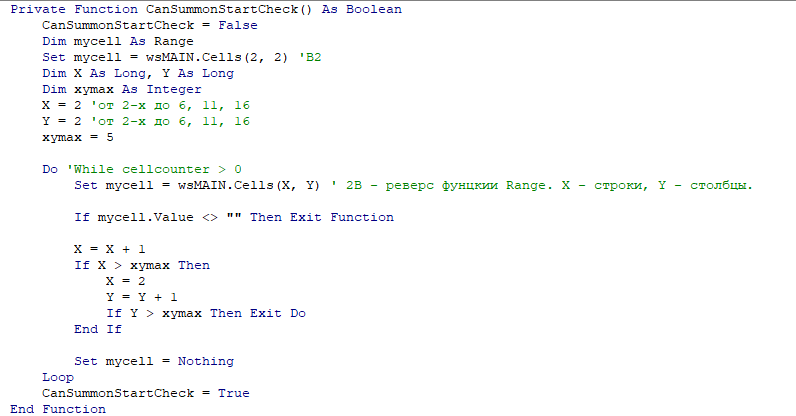 Private Function CanSummonStartCheck() As Boolean
    CanSummonStartCheck = False
    Dim mycell As Range
    Set mycell = wsMAIN.Cells(2, 2) 'B2
    Dim X As Long, Y As Long
    Dim xymax As Integer
    X = 2 'от 2-х до 6, 11, 16
    Y = 2 'от 2-х до 6, 11, 16
    xymax = 5

    Do 'While cellcounter > 0
        Set mycell = wsMAIN.Cells(X, Y) ' 2B - реверс фунцкии Range. X - строки, Y - столбцы.

        If mycell.Value <> "" Then Exit Function

        X = X + 1
        If X > xymax Then
            X = 2
            Y = Y + 1
            If Y > xymax Then Exit Do
        End If

        Set mycell = Nothing
    Loop
    CanSummonStartCheck = True
End Function